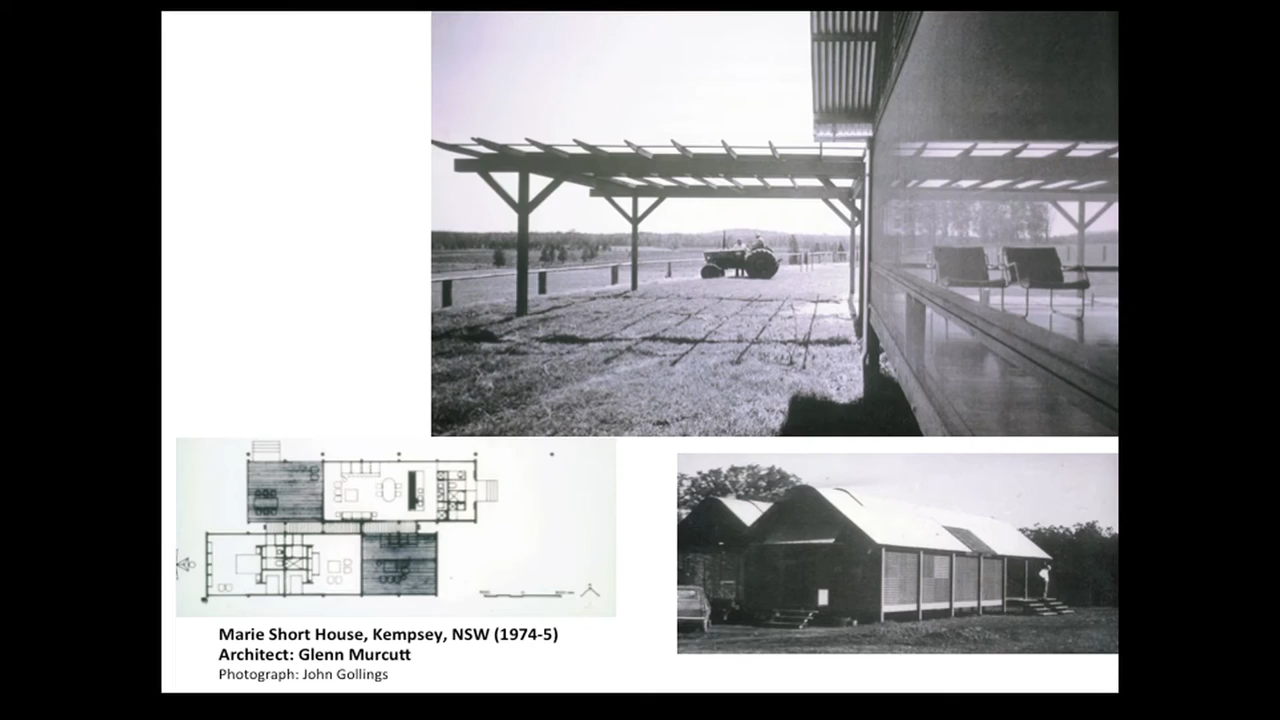 Marie Short House, Kempsey, NSW (1974-5)
Architect: Glenn Murcutt
Photograph: John Gollings